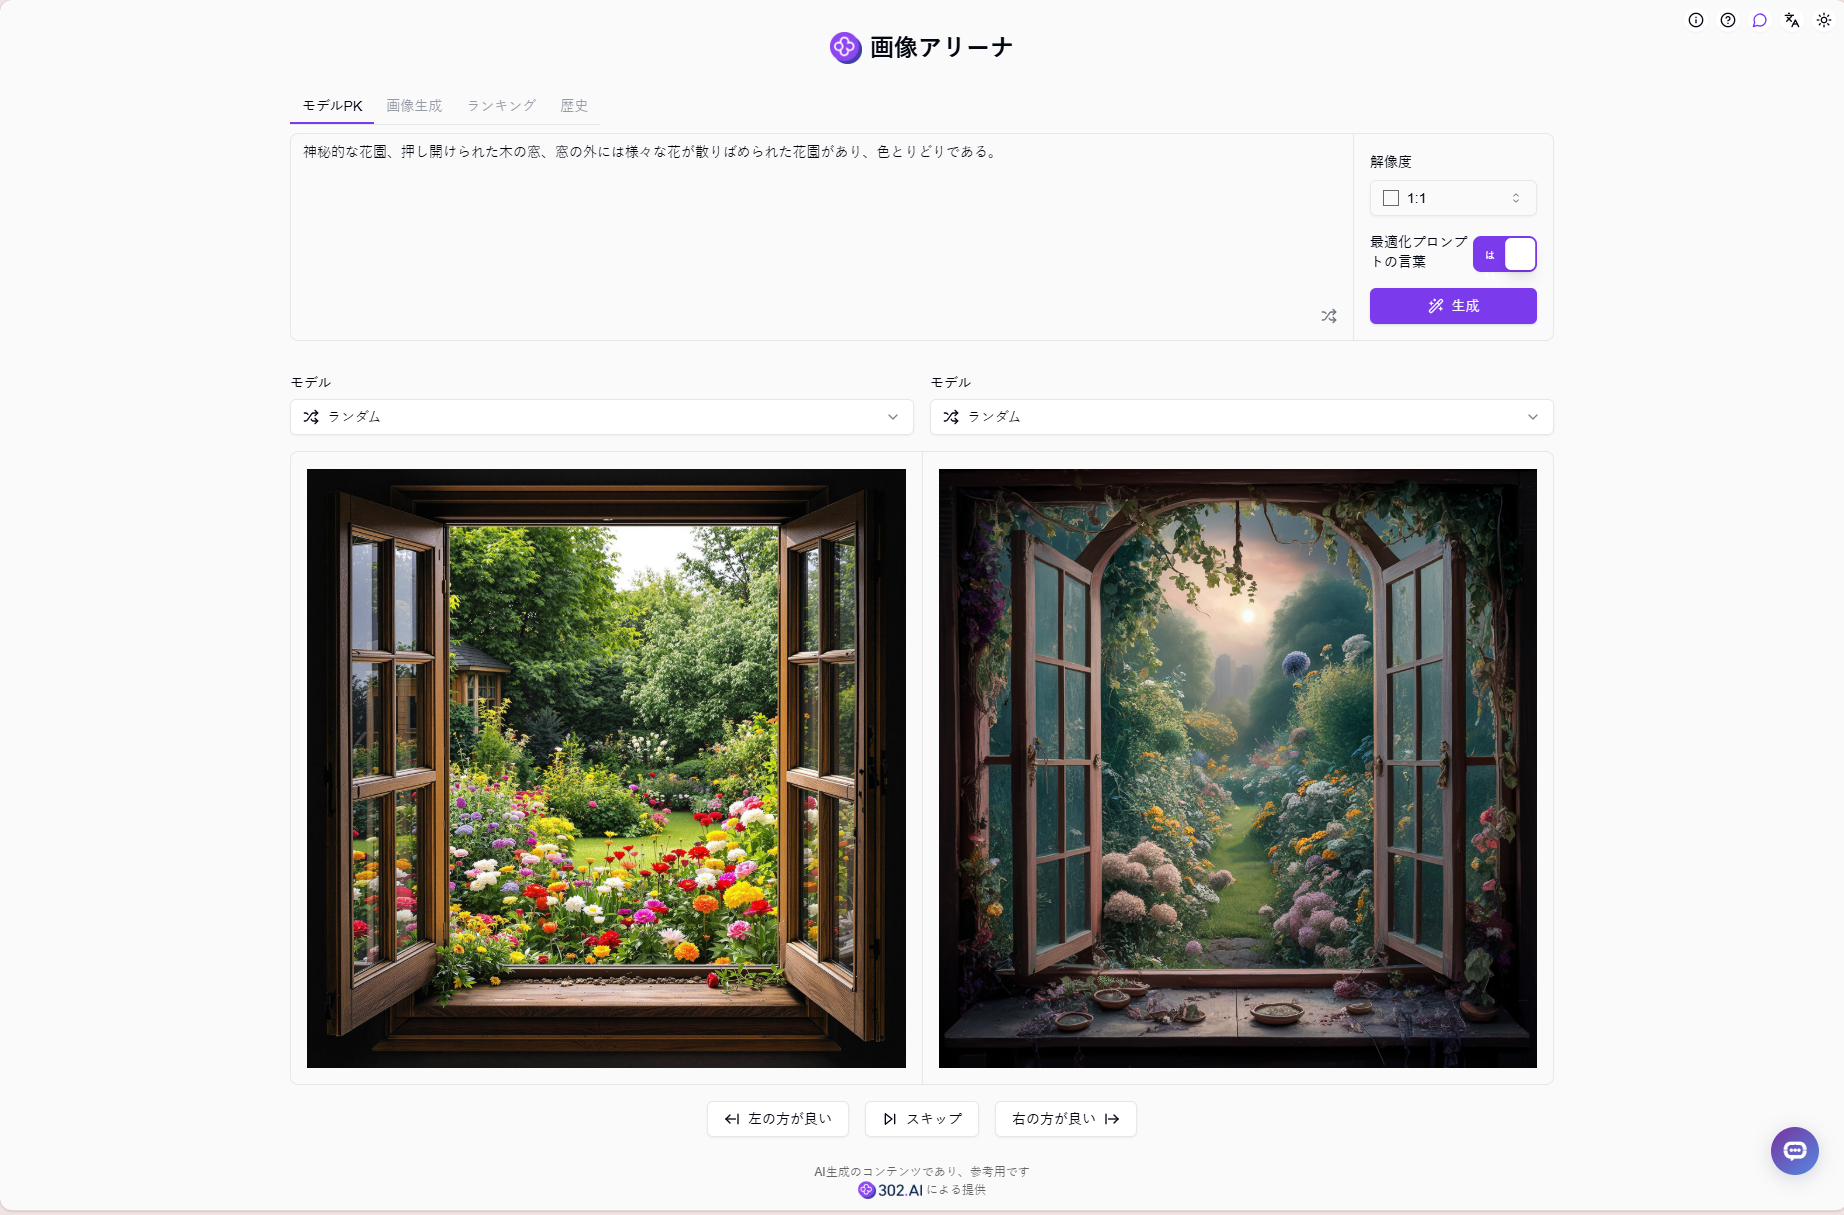 画像アリーナ
モデルPK
画像生成
ランキング
歴史
神秘的な花園、押し開けられた木の窓、窓の外には様々な花が散りばめられた花園があり、色とりどりである。
解像度
1:1
最適化プロンプ
トの言葉
は
生成
モデル
モデル
ランダム
ランダム
左の方が良い
スキップ
右の方が良い
AI生成のコンテンツであり、参考用です
302.AI による提供